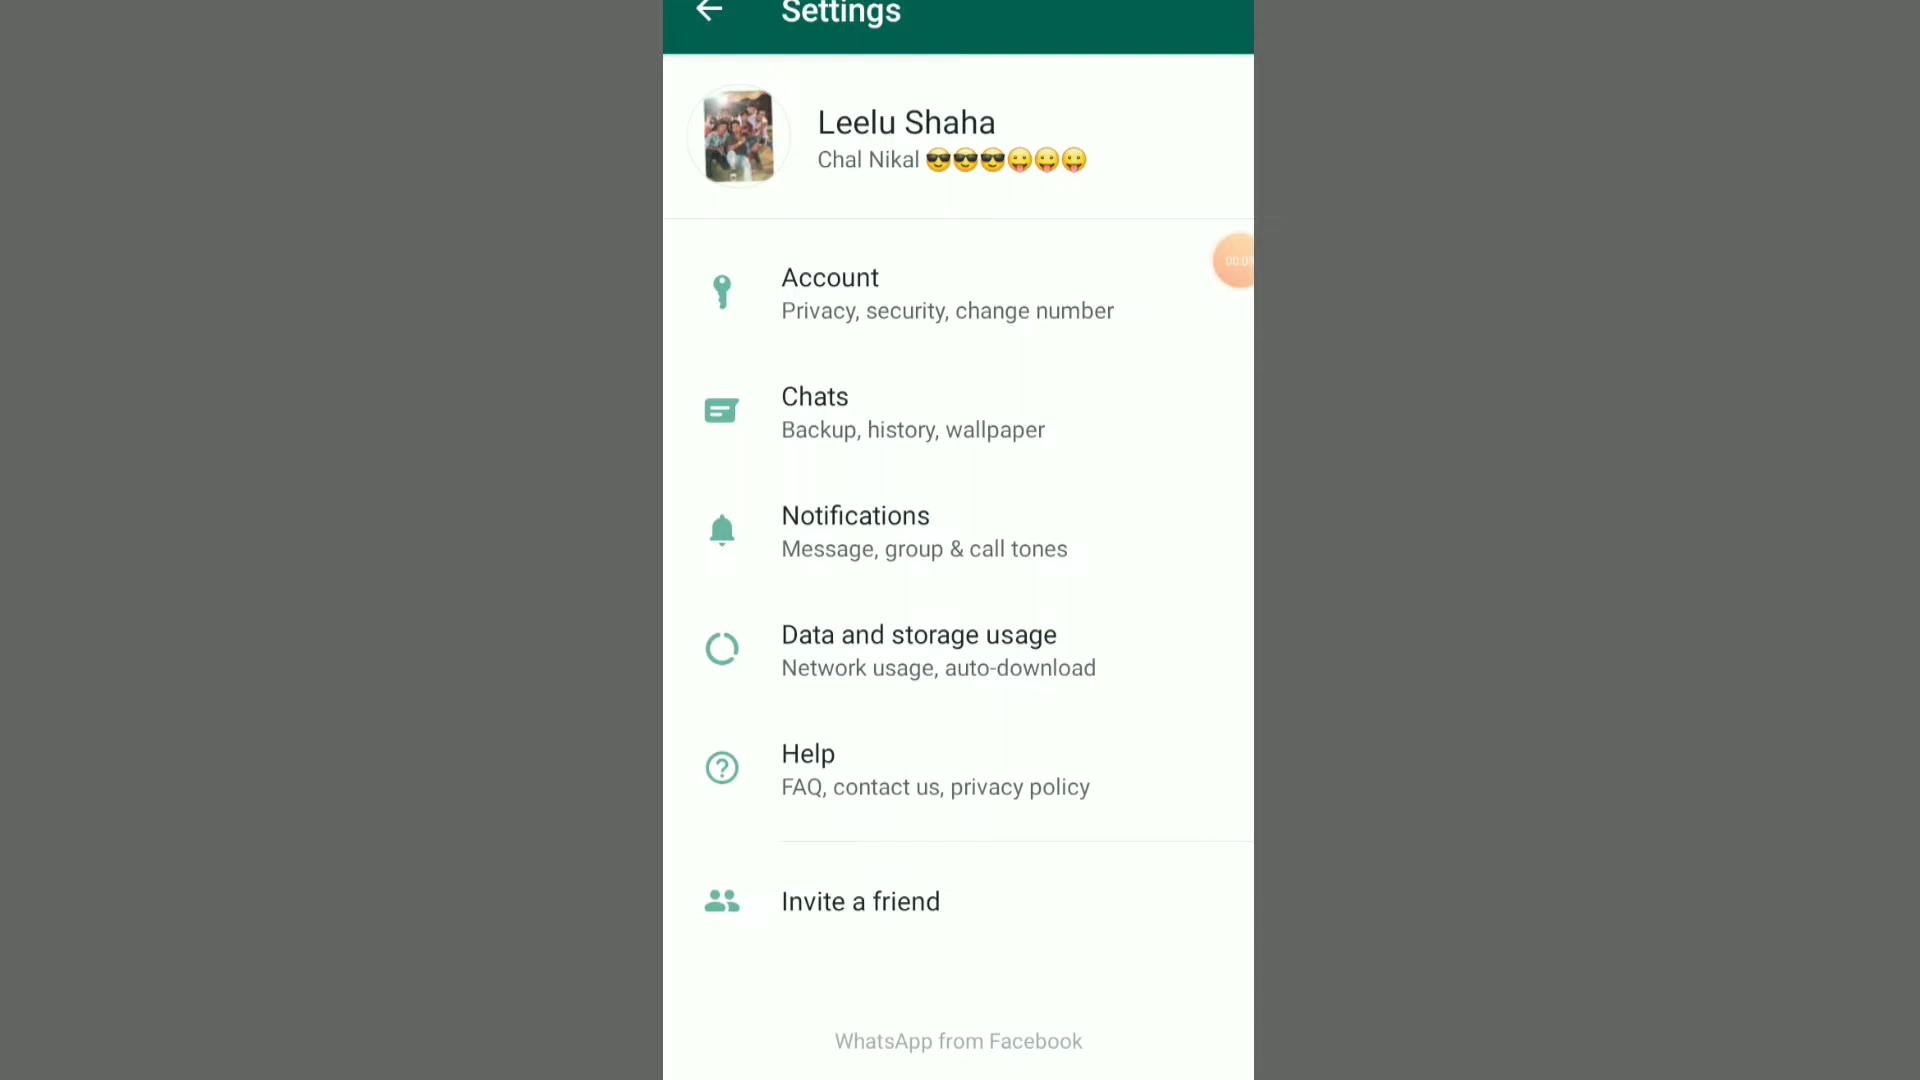 Settings
Leelu Shaha
Chal Nikal 😎😎😎😛😛😛
Account
Privacy, security, change number
Chats
Backup, history, wallpaper
Notifications
Message, group & call tones
Data and storage usage
Network usage, auto-download
Help
FAQ, contact us, privacy policy
Invite a friend
WhatsApp from Facebook